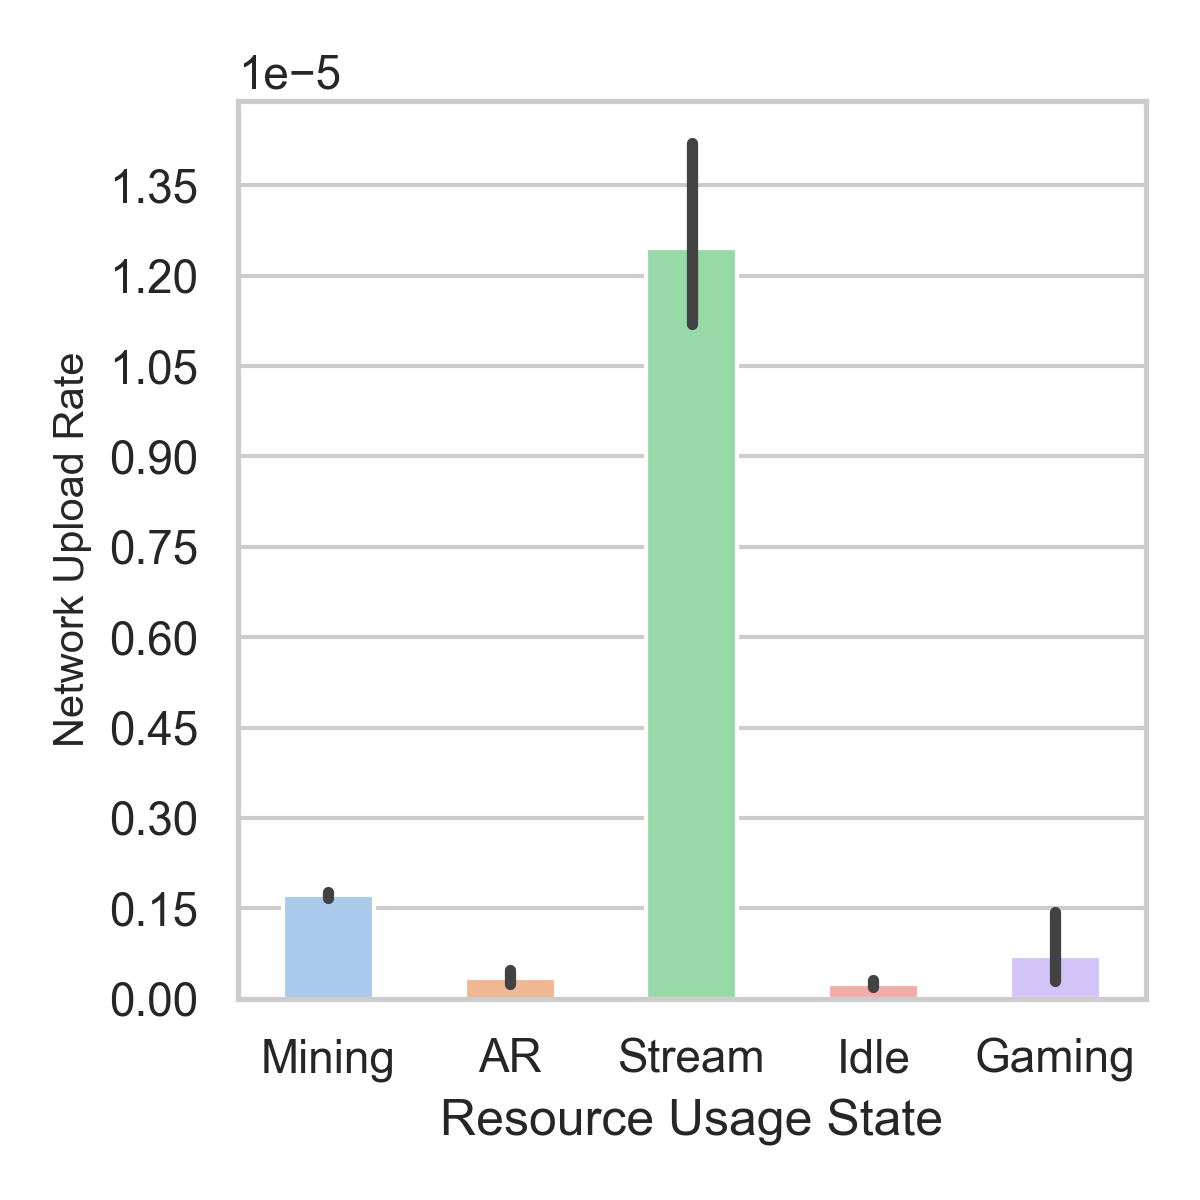 1e−5
1.35
1.20
1.05
0.90
0.75
0.60
0.45
0.30
0.15
0.00
Network Upload Rate
Mining AR Stream Idle Gaming
Resource Usage State